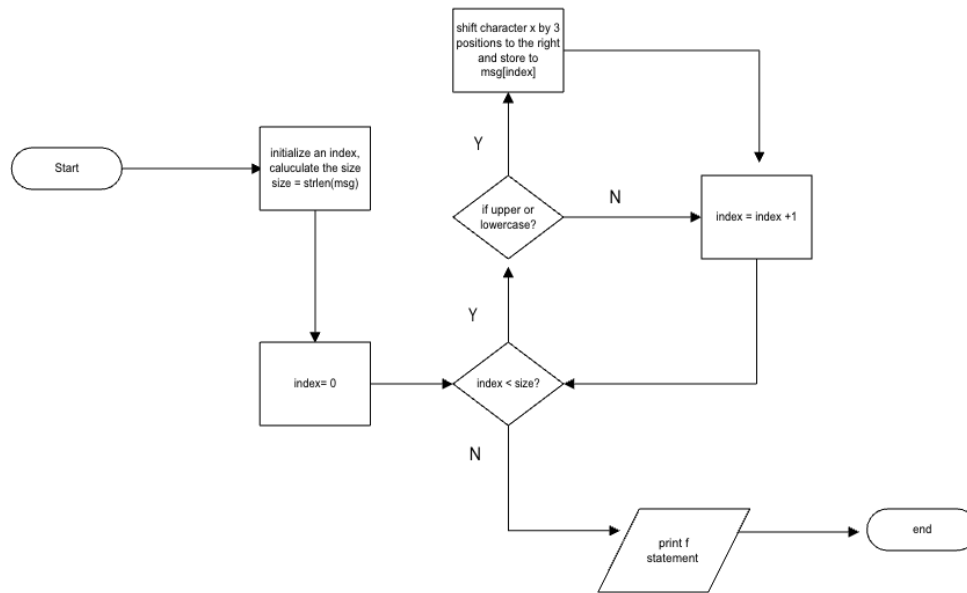 shift character x by 3
positions to the right
and store to
msg[index]
Y
Start
initialize an index,
caluculate the size
size = strlen(msg)
if upper or
lowercase?
N
index = index +1
Y
index= 0
index < size?
N
print f
statement
end